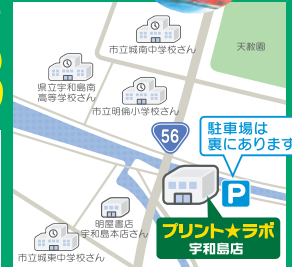 市立城南中学校さん
天赦園
県立宇和島南
高等学校さん
市立明倫小学校さん
56
駐車場は
裏にあります
P
プリント★ラボ
宇和島店
明屋書店
宇和島本店さん
市立城東中学校さん